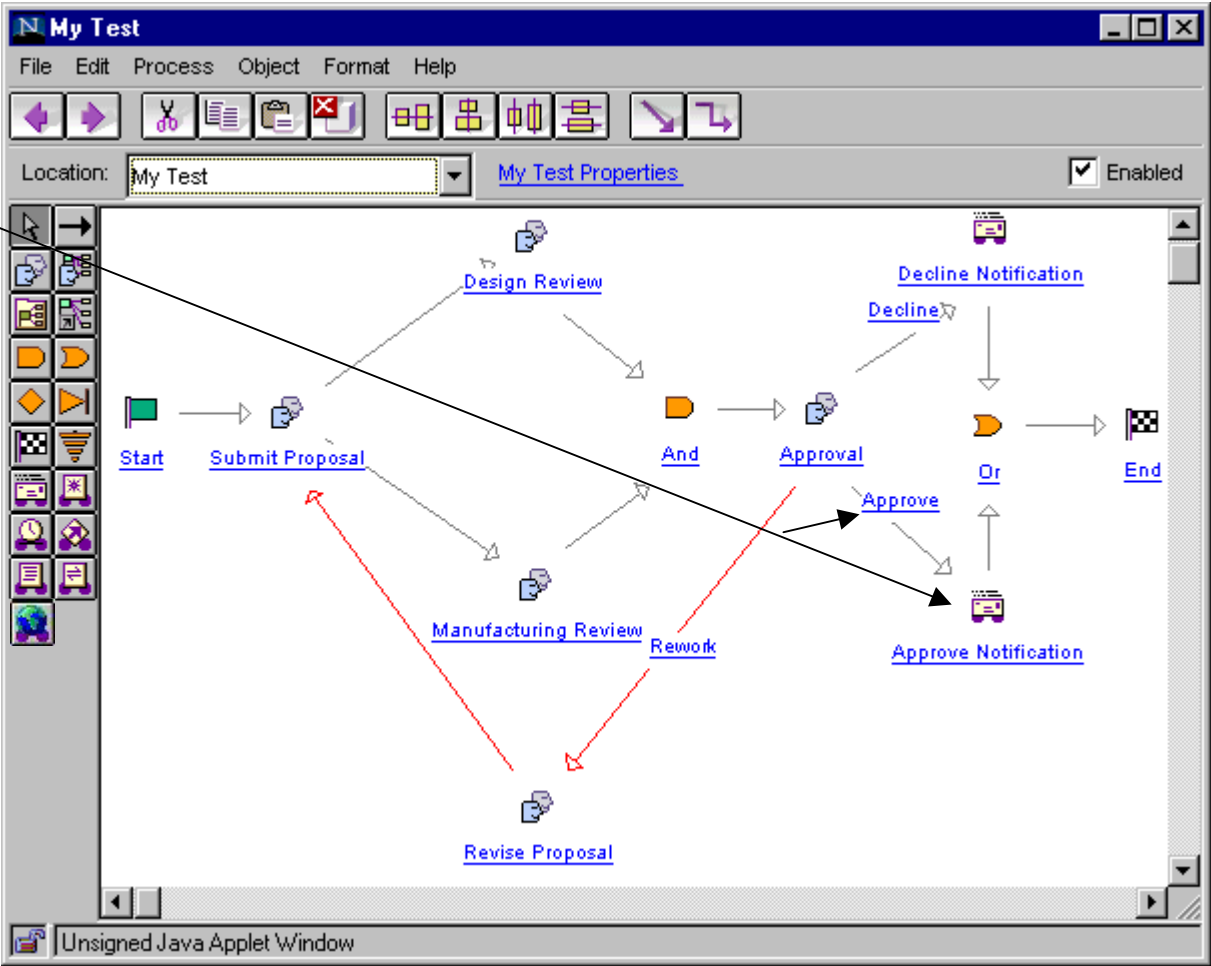 N My Test
File Edit Process Object Format Help
Location: My Test My Test Properties Enabled
Design Review
Decline Notification
Decline
Start
Submit Proposal
And
Approval
Or
End
Approve
Manufacturing Review
Rework
Approve Notification
Revise Proposal
Unsigned Java Applet Window